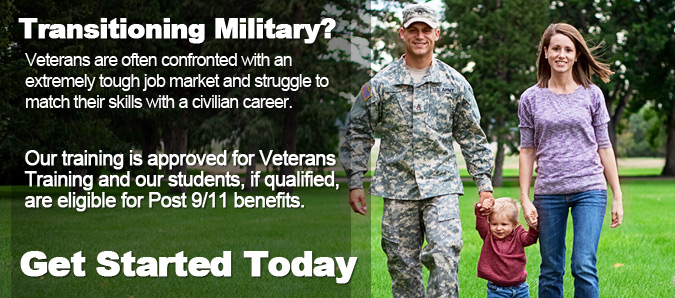 Transitioning Military?
Veterans are often confronted with an
extremely tough job market and struggle to
match their skills with a civilian career.
Our training is approved for Veterans
Training and our students, if qualified,
are eligible for Post 9/11 benefits.
Get Started Today